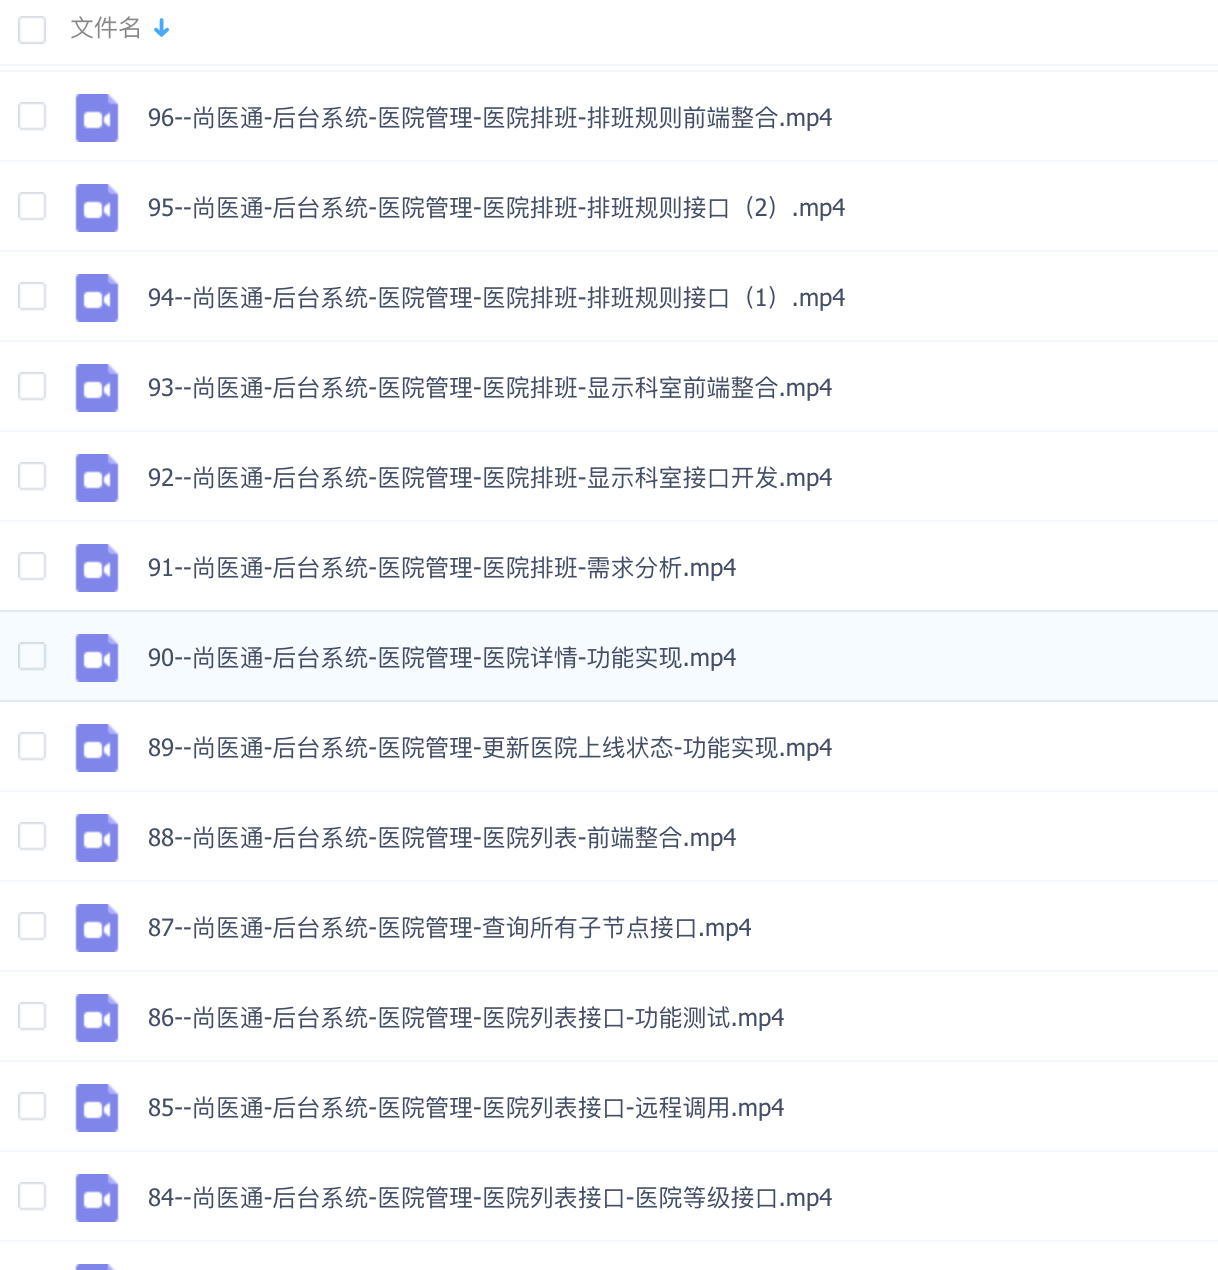 文件名
96--尚医通-后台系统-医院管理-医院排班-排班规则前端整合.mp4
95--尚医通-后台系统-医院管理-医院排班-排班规则接口（2）.mp4
94--尚医通-后台系统-医院管理-医院排班-排班规则接口（1）.mp4
93--尚医通-后台系统-医院管理-医院排班-显示科室前端整合.mp4
92--尚医通-后台系统-医院管理-医院排班-显示科室接口开发.mp4
91--尚医通-后台系统-医院管理-医院排班-需求分析.mp4
90--尚医通-后台系统-医院管理-医院详情-功能实现.mp4
89--尚医通-后台系统-医院管理-更新医院上线状态-功能实现.mp4
88--尚医通-后台系统-医院管理-医院列表-前端整合.mp4
87--尚医通-后台系统-医院管理-查询所有子节点接口.mp4
86--尚医通-后台系统-医院管理-医院列表接口-功能测试.mp4
85--尚医通-后台系统-医院管理-医院列表接口-远程调用.mp4
84--尚医通-后台系统-医院管理-医院列表接口-医院等级接口.mp4